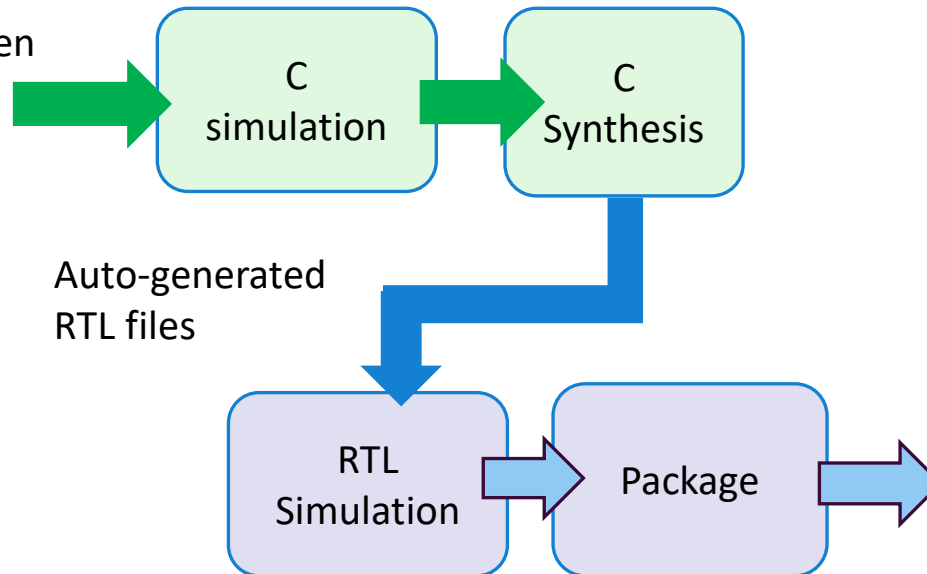 C
simulation
C
Synthesis
Auto-generated
RTL files
RTL
Simulation
Package